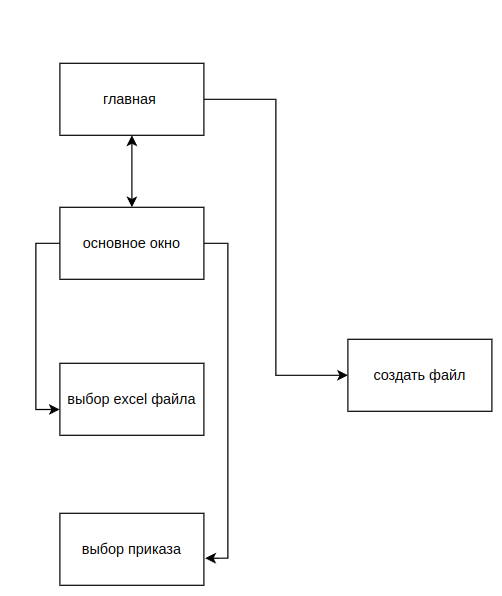 главная
основное окно
создать файл
выбор excel файла
выбор приказа